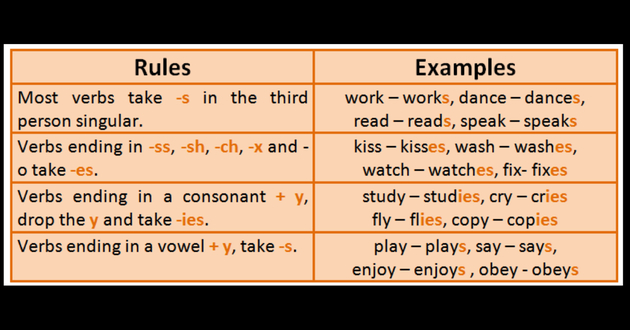 Rules
Examples
Most verbs take -s in the third
person singular.
work – works, dance – dances,
read – reads, speak – speaks
Verbs ending in -ss, -sh, -ch, -x and -
o take -es.
kiss – kisses, wash – washes,
watch – watches, fix- fixes
Verbs ending in a consonant + y,
drop the y and take -ies.
study – studies, cry – cries
fly – flies, copy – copies
Verbs ending in a vowel + y, take -s.
play – plays, say – says,
enjoy – enjoys , obey - obeys